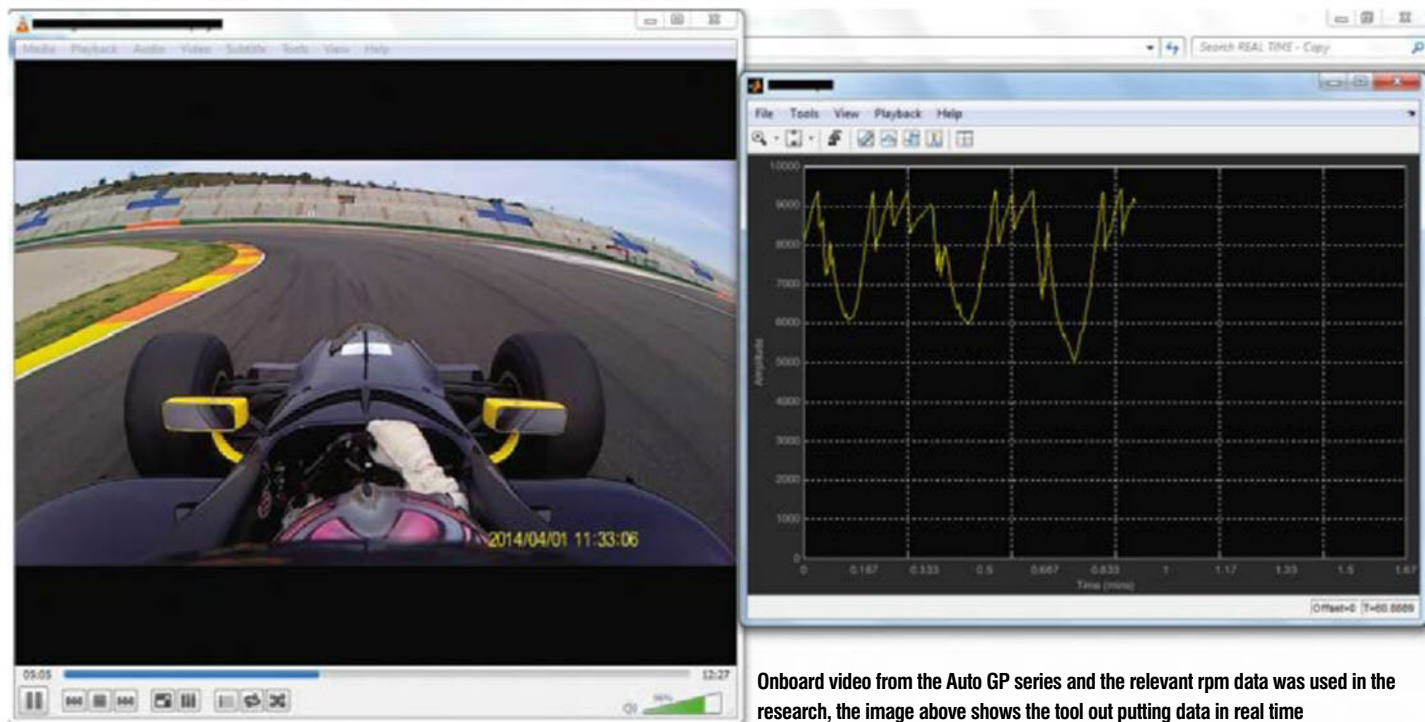 Media Playback Audio Video Subtitle Tools View Help
2014/04/01 11:33:06
05:05
12:27
96%
Search REAL TIME - Copy
File Tools View Playback Help
10000
9000
8000
7000
6000
5000
4000
3000
2000
1000
0
Amplitude
0 0.167 0.333 0.5 0.667 0.833 1 1.17 1.33 1.5 1.67
Time (mins)
Offset=0 T=60.8689
Onboard video from the Auto GP series and the relevant rpm data was used in the
research, the image above shows the tool out putting data in real time